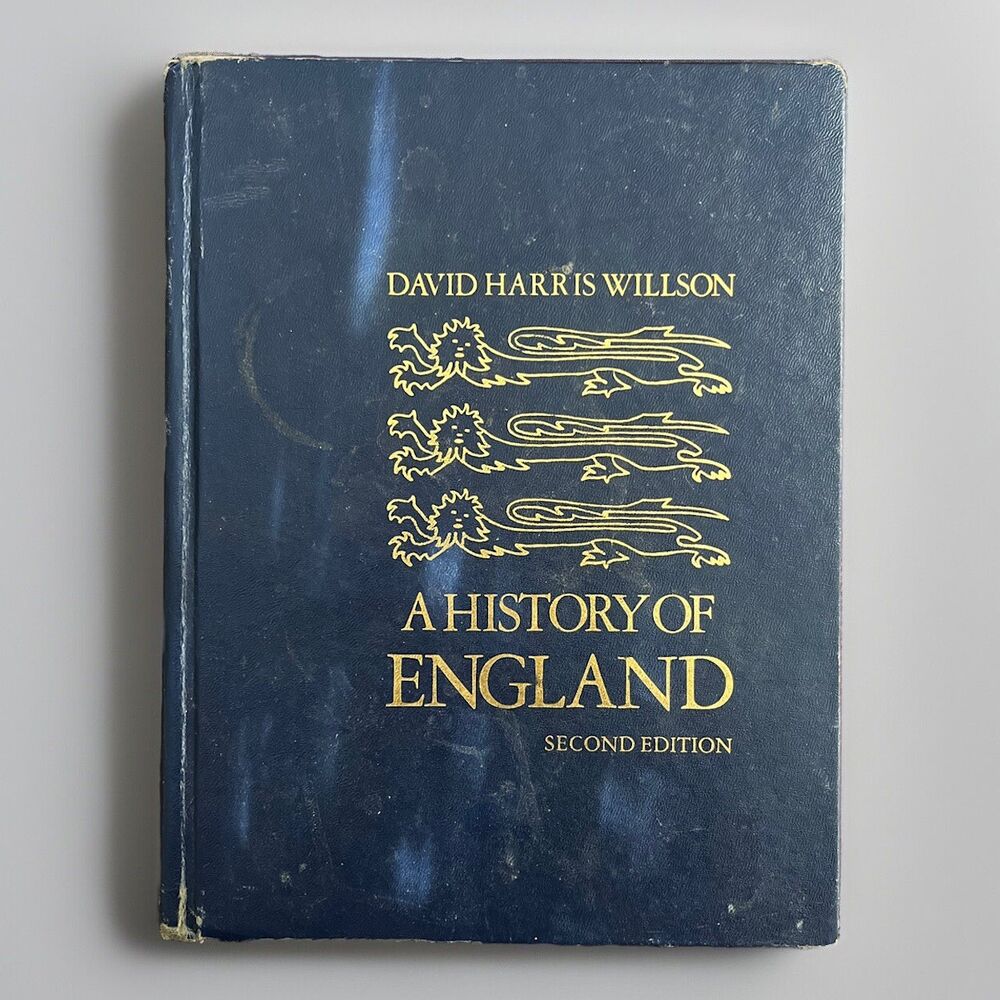 DAVID HARRIS WILLSON
A HISTORY OF
ENGLAND
SECOND EDITION